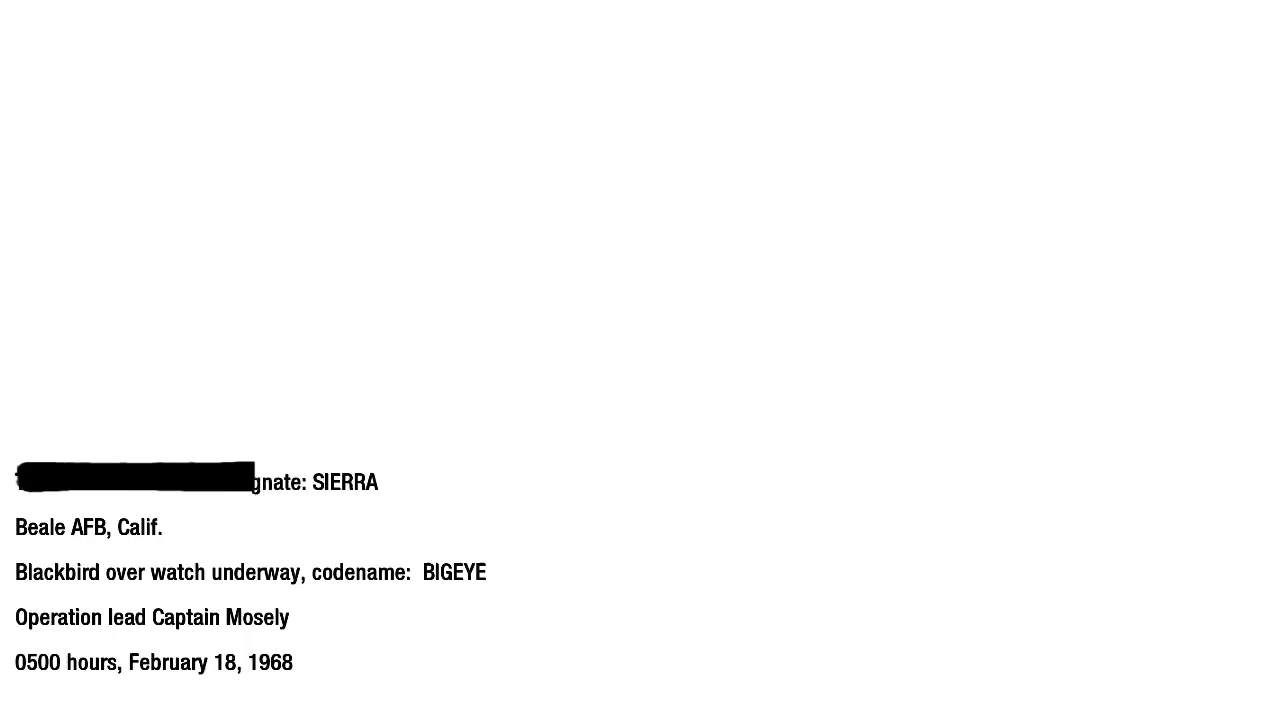 gnate: SIERRA
Beale AFB, Calif.
Blackbird over watch underway, codename: BIGEYE
Operation lead Captain Mosely
0500 hours, February 18, 1968